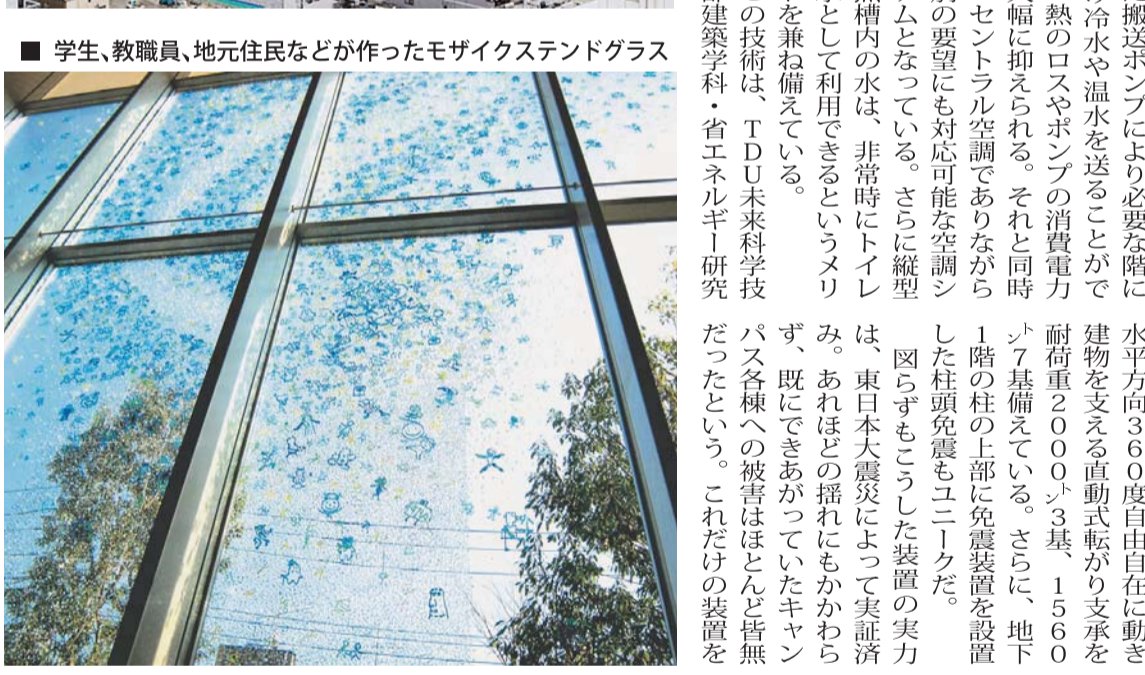 ■ 学生、教職員、地元住民などが作ったモザイクステンドグラス
搬送ポンプにより必要な階に
冷水や温水を送ることがで
熱のロスやポンプの消費電力
幅に抑えられる。それと同時
セントラル空調でありながら
の要望にも対応可能な空調シ
ムとなっている。さらに縦型
槽内の水は、非常時にトイレ
として利用できるというメリ
を兼ね備えている。
の技術は、TDU未来科学技
部建築学科・省エネルギー研究
水平方向360度自由自在に動き
建物を支える直動式転がり支承を
耐荷重2000㌧3基、1560
㌧7基備えている。さらに、地下
1階の柱の上部に免震装置を設置
した柱頭免震もユニークだ。
図らずもこうした装置の実力
は、東日本大震災によって実証済
み。あれほどの揺れにもかかわら
ず、既にできあがっていたキャン
パス各棟への被害はほとんど皆無
だったという。これだけの装置を